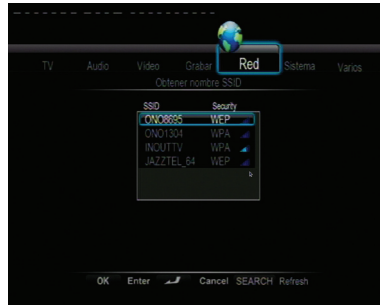 TV Audio Video Grabar Red Sistema Varios
Obtener nombre SSID
SSID Security
ONO8695 WEP
ONO1304 WPA
INOUTTV WPA
JAZZTEL_64 WEP
OK Enter Cancel SEARCH Refresh